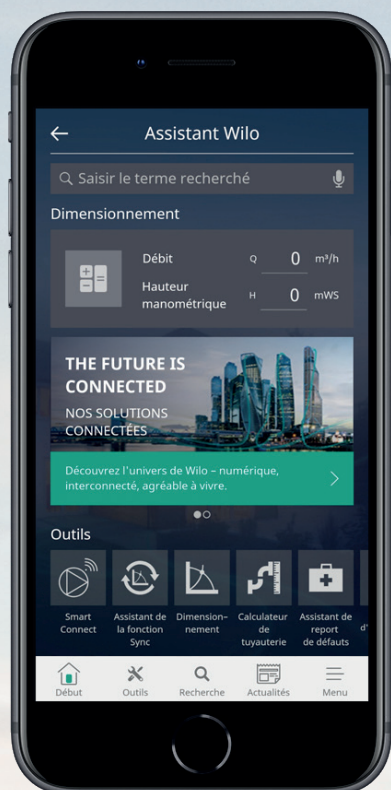 Assistant Wilo
Saisir le terme recherché
Dimensionnement
Débit Q 0 m³/h
Hauteur
manométrique H 0 mWS
THE FUTURE IS
CONNECTED
NOS SOLUTIONS
CONNECTÉES
Découvrez l'univers de Wilo – numérique,
interconnecté, agréable à vivre.
Outils
Smart
Connect
Assistant de
la fonction
Sync
Dimension-
nement
Calculateur
de
tuyauterie
Assistant de
report
de défauts
d'
Début
Outils
Recherche
Actualités
Menu